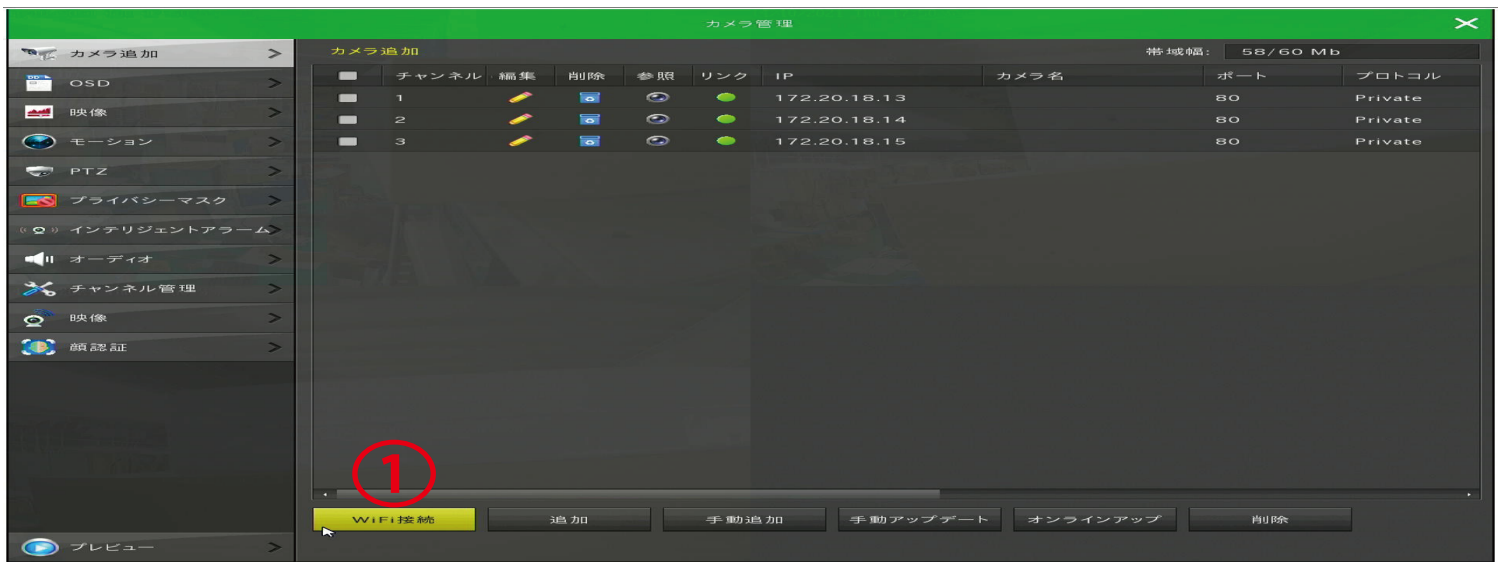 カメラ管理
カメラ追加
OSD
映像
モーション
PTZ
プライバシーマスク
インテリジェントアラーム
オーディオ
チャンネル管理
映像
顔認証
プレビュー
カメラ追加 帯域幅: 58/60 Mb
チャンネル 編集 削除 参照 リンク IP カメラ名 ポート プロトコル
1 172.20.18.13 80 Private
2 172.20.18.14 80 Private
3 172.20.18.15 80 Private
①
WiFi接続 追加 手動追加 手動アップデート オンラインアップ 削除